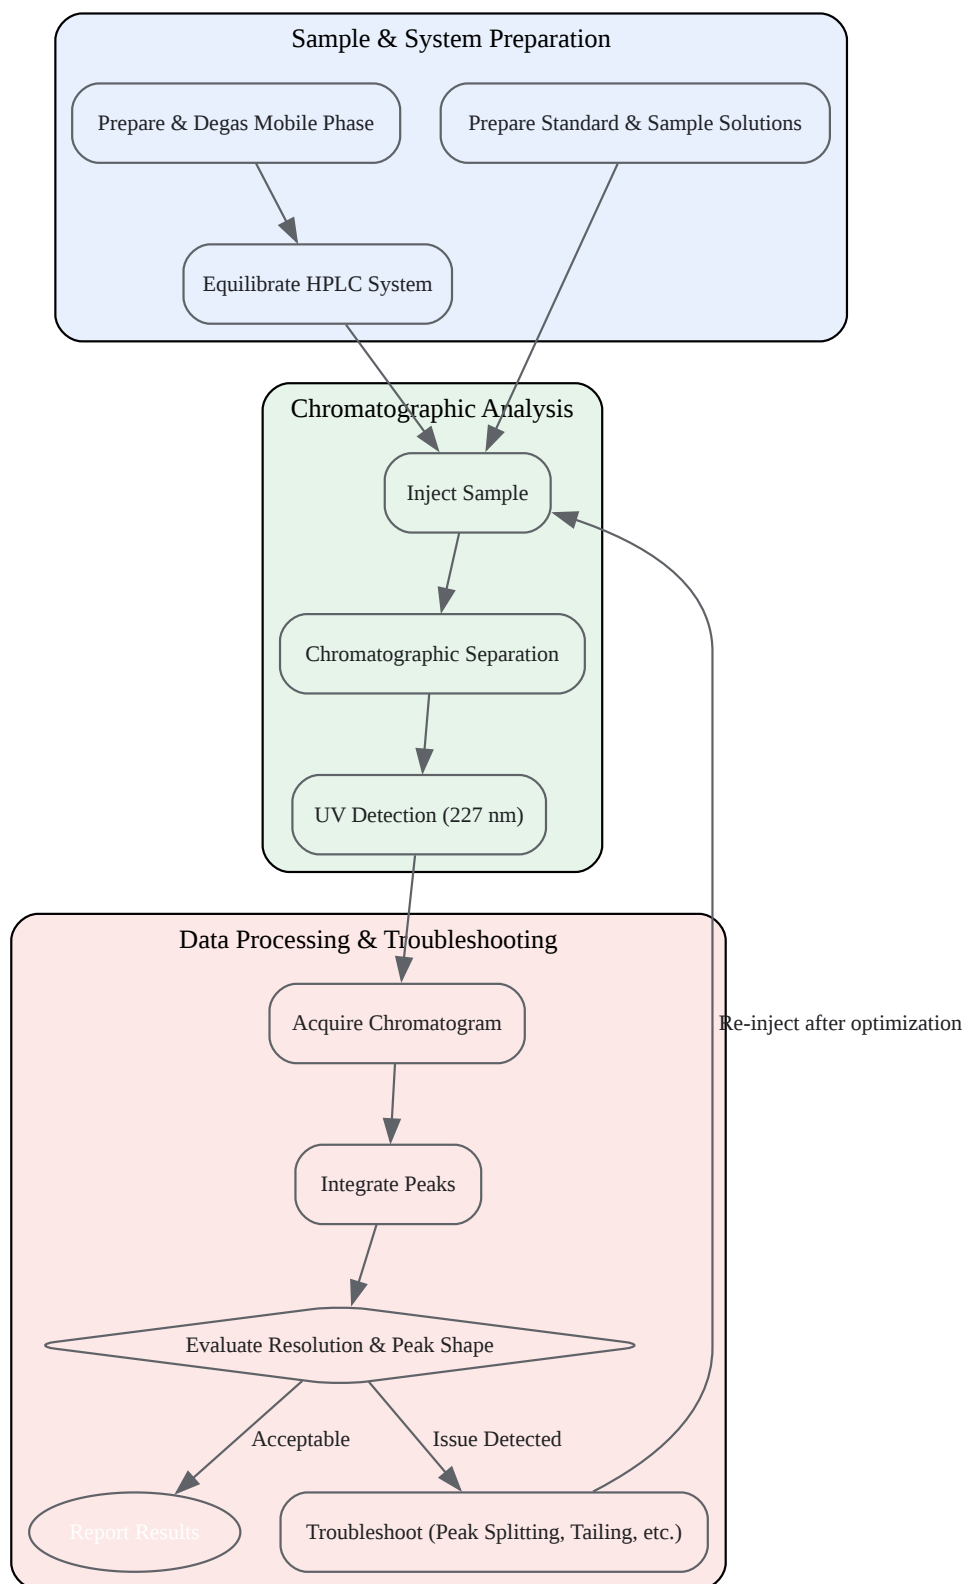 Sample & System Preparation
Prepare & Degas Mobile Phase
Prepare Standard & Sample Solutions
Equilibrate HPLC System
Chromatographic Analysis
Inject Sample
Chromatographic Separation
UV Detection (227 nm)
Data Processing & Troubleshooting
Acquire Chromatogram
Re-inject after optimization
Integrate Peaks
Evaluate Resolution & Peak Shape
Acceptable
Issue Detected
Report Results
Troubleshoot (Peak Splitting, Tailing, etc.)